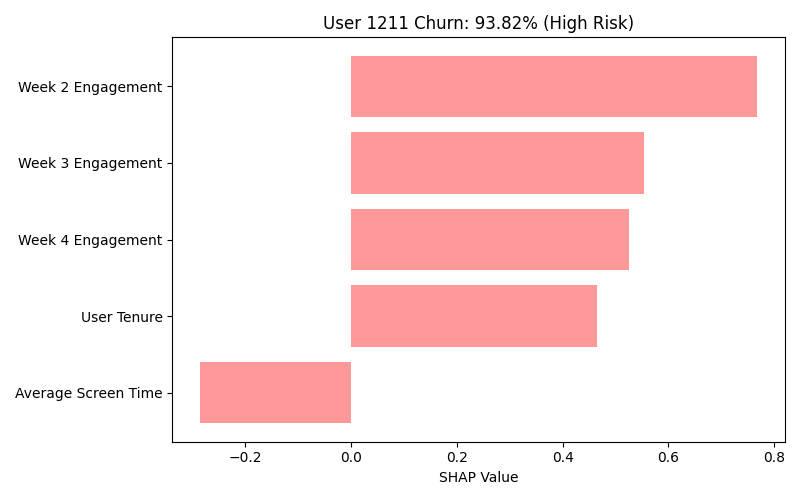 User 1211 Churn: 93.82% (High Risk)
Week 2 Engagement
Week 3 Engagement
Week 4 Engagement
User Tenure
Average Screen Time
−0.2 0.0 0.2 0.4 0.6 0.8
SHAP Value